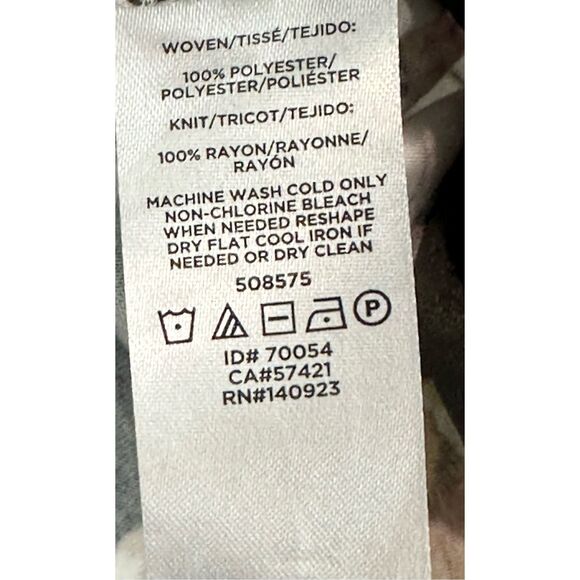 WOVEN/TISSÉ/TEJIDO:
100% POLYESTER/
POLYESTER/POLIÉSTER
KNIT/TRICOT/TEJIDO:
100% RAYON/RAYONNE/
RAYÓN
MACHINE WASH COLD ONLY
NON-CHLORINE BLEACH
WHEN NEEDED RESHAPE
DRY FLAT COOL IRON IF
NEEDED OR DRY CLEAN
508575
P
ID# 70054
CA#57421
RN#140923